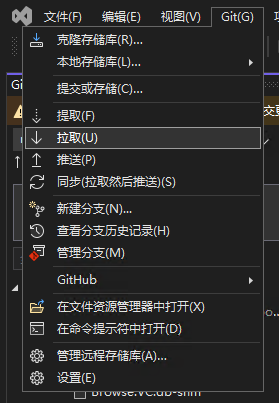 文件(F) 编辑(E) 视图(V) Git(G)
克隆存储库(R)...
本地存储库(L)...
提交或存储(C)...
提取(F)
拉取(U)
推送(P)
同步(拉取然后推送)(S)
新建分支(N)...
查看分支历史记录(H)
管理分支(M)
GitHub
在文件资源管理器中打开(X)
在命令提示符中打开(D)
管理远程存储库(A)...
设置(E)
Browse.VC.db-shm